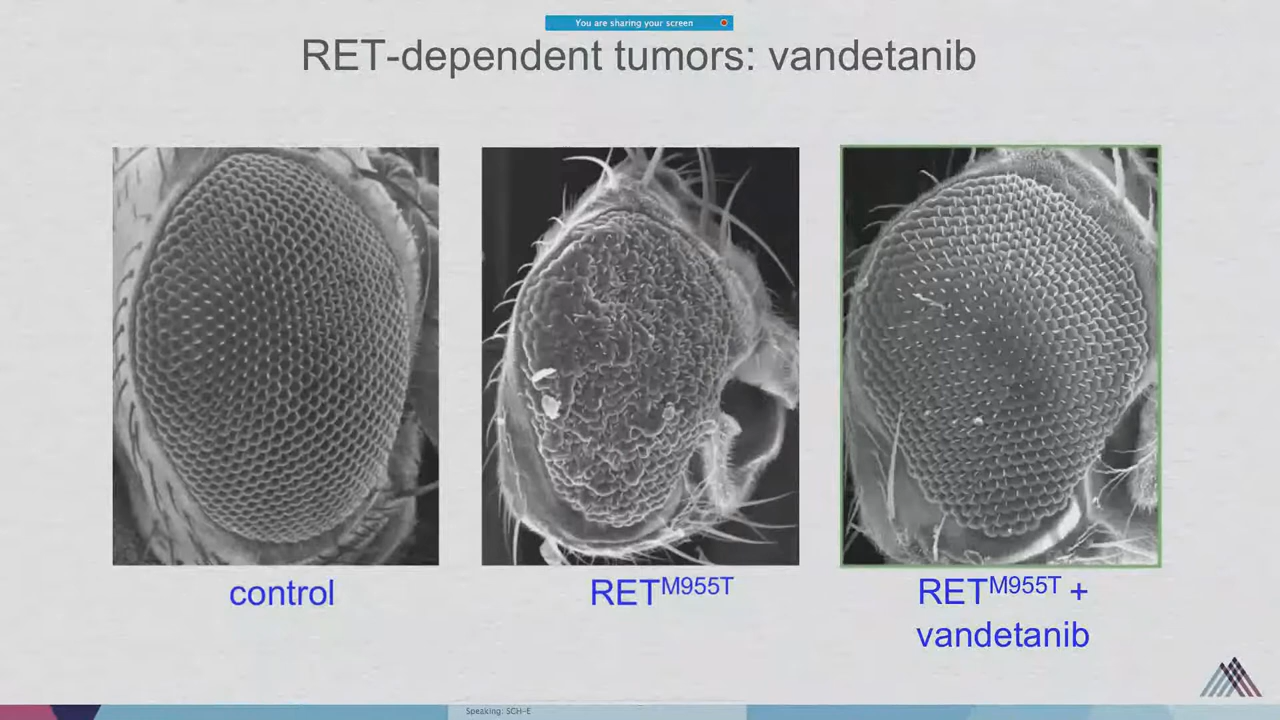 You are sharing your screen
RET-dependent tumors: vandetanib
control
RETM955T
RETM955T +
vandetanib
Speaking: SCH-E